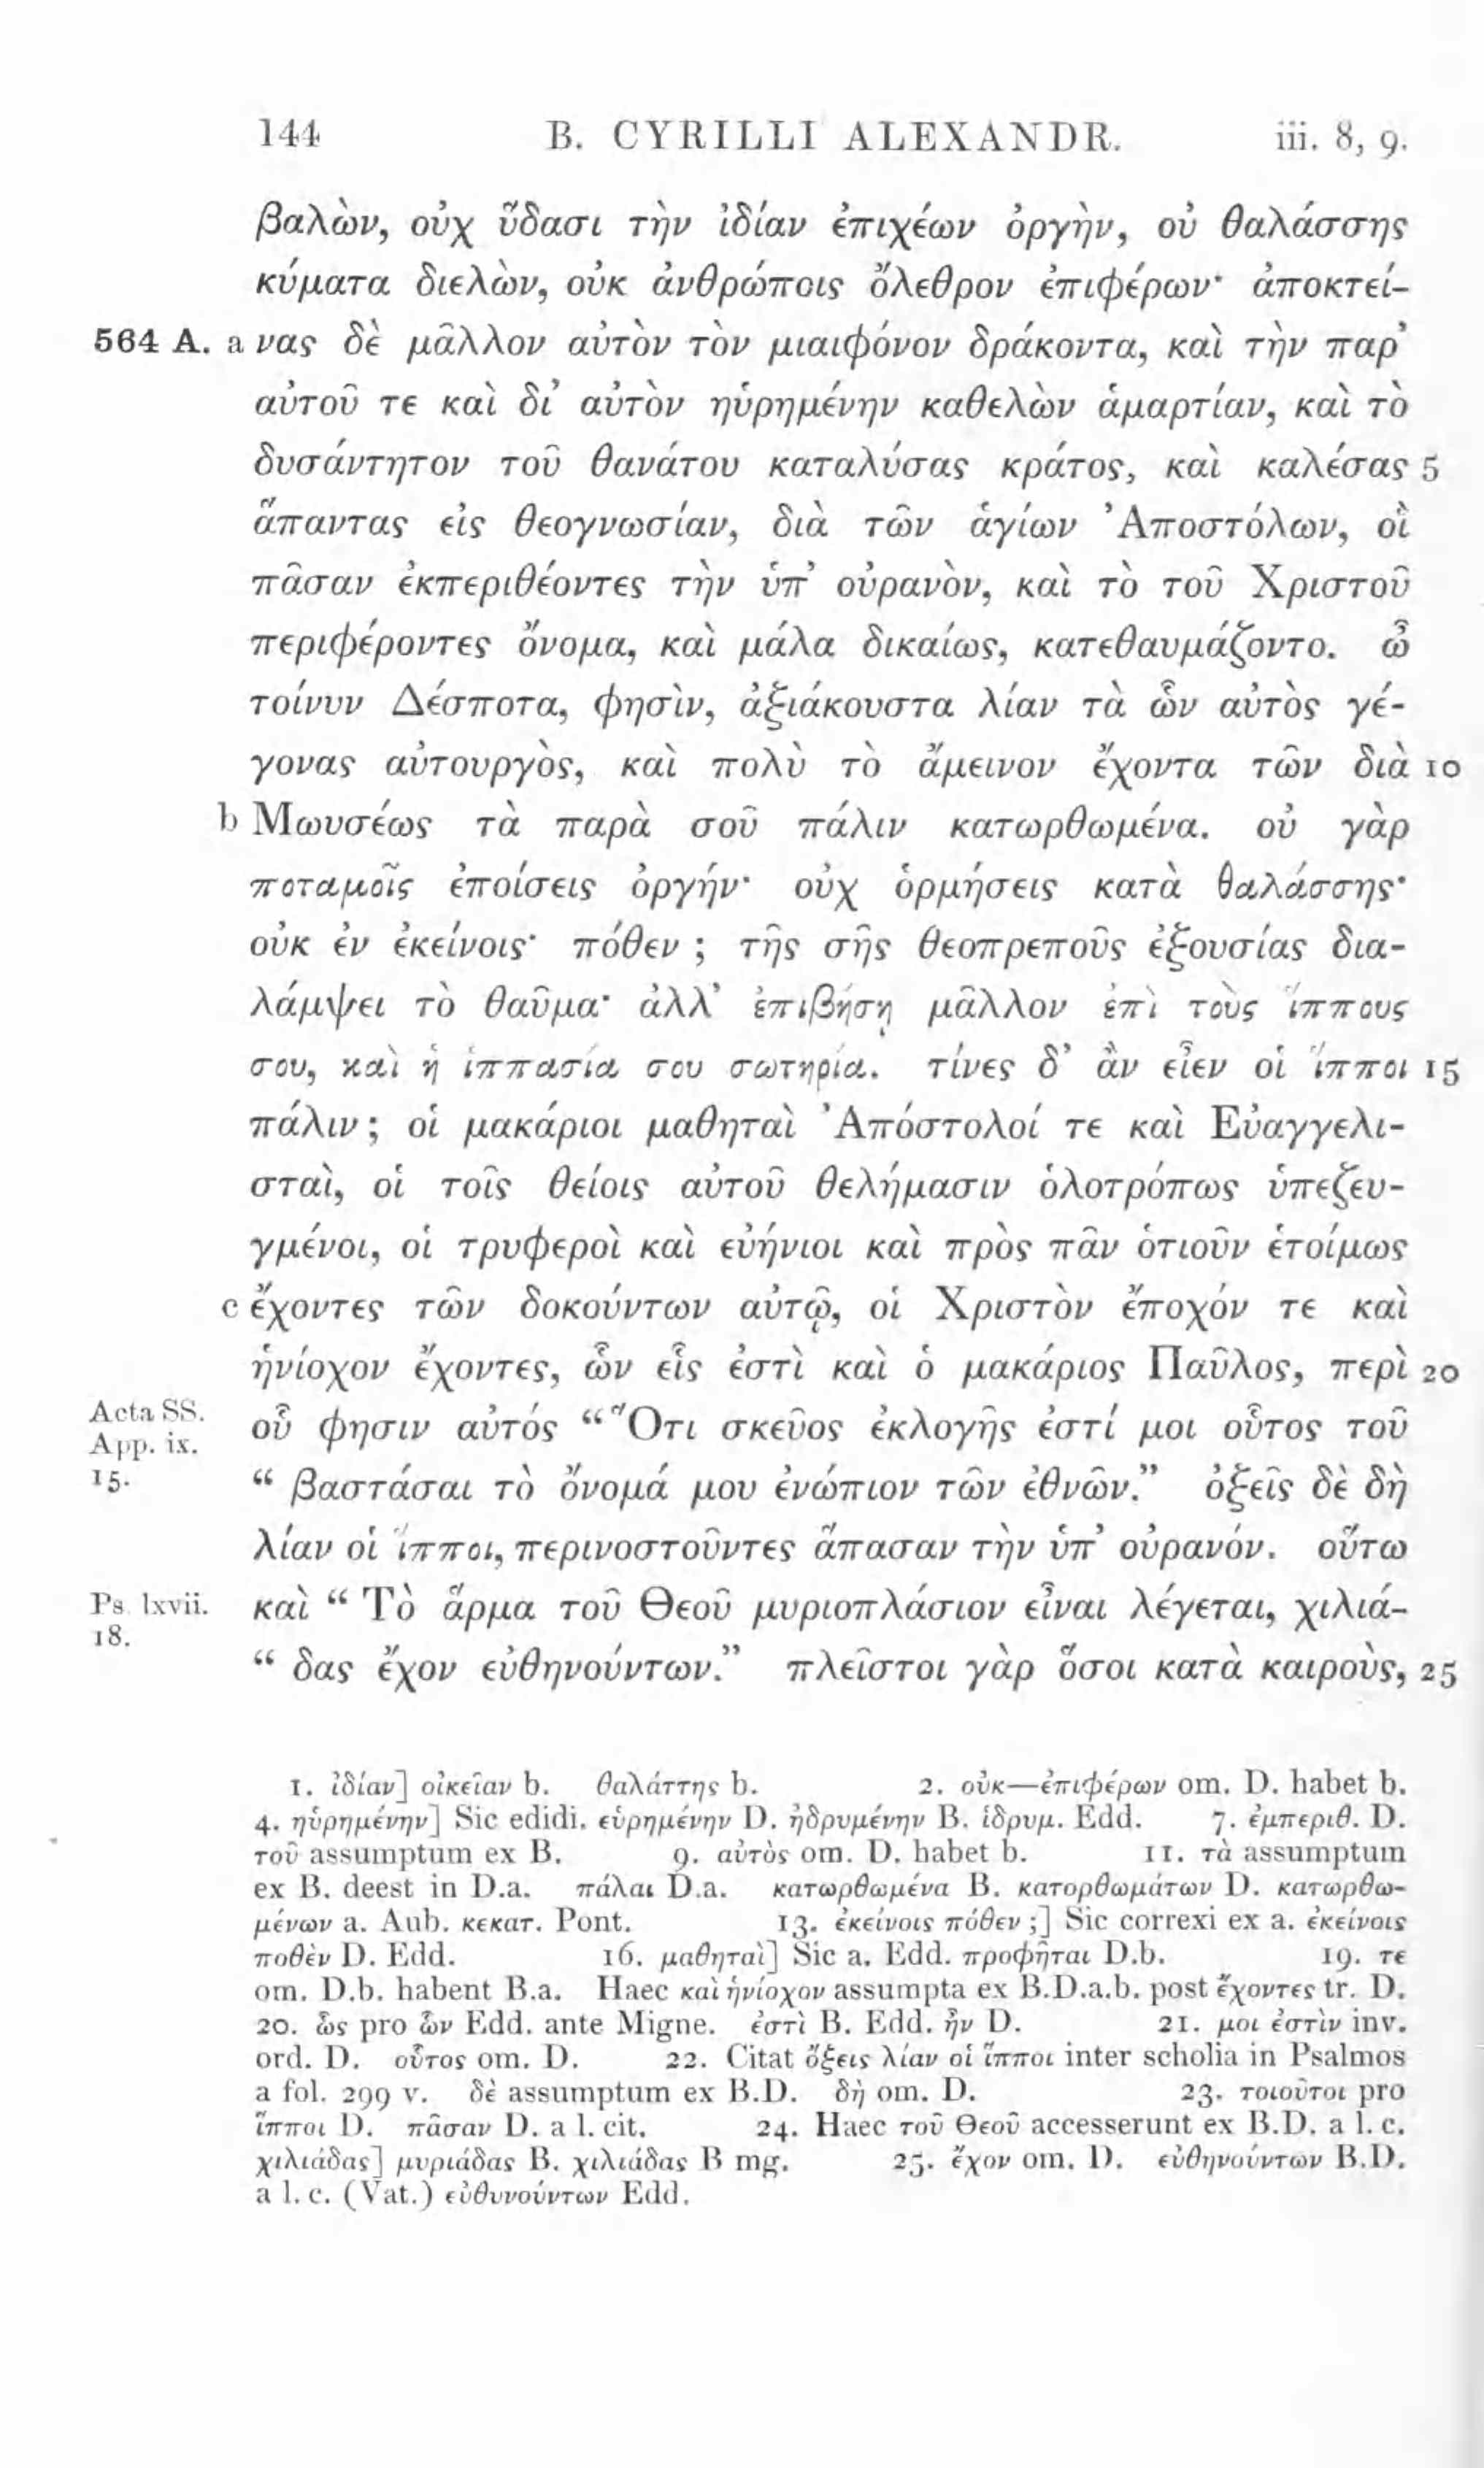 144 B. CYRILLI ALEXANDR. iii. 8, 9.
βαλὼν, οὐχ ὕδασι τὴν ἰδίαν ἐπιχέων ὀργὴν, οὐ θαλάσσης
κύματα διελὼν, οὐκ ἀνθρώποις ὄλεθρον ἐπιφέρων· ἀποκτεί-
564 A. a νας δὲ μᾶλλον αὐτὸν τὸν μιαιφόνον δράκοντα, καὶ τὴν παρ’
αὐτοῦ τε καὶ δι’ αὐτὸν ηὑρημένην καθελὼν ἁμαρτίαν, καὶ τὸ
δυσάντητον τοῦ θανάτου καταλύσας κράτος, καὶ καλέσας 5
ἅπαντας εἰς θεογνωσίαν, διὰ τῶν ἁγίων Ἀποστόλων, οἳ
πᾶσαν ἐκπεριθέοντες τὴν ὑπ’ οὐρανὸν, καὶ τὸ τοῦ Χριστοῦ
περιφέροντες ὄνομα, καὶ μάλα δικαίως, κατεθαυμάζοντο. ὦ
τοίνυν Δέσποτα, φησὶν, ἀξιάκουστα λίαν τὰ ὧν αὐτὸς γέ-
γονας αὐτουργὸς, καὶ πολὺ τὸ ἄμεινον ἔχοντα τῶν διὰ 10
b Μωυσέως τὰ παρὰ σοῦ πάλιν κατωρθωμένα. οὐ γὰρ
ποταμοῖς ἐποίσεις ὀργήν· οὐχ ὁρμήσεις κατὰ θαλάσσης·
οὐκ ἐν ἐκείνοις· πόθεν ; τῆς σῆς θεοπρεποῦς ἐξουσίας δια-
λάμψει τὸ θαῦμα· ἀλλ’ ἐπιβήσῃ μᾶλλον ἐπὶ τοὺς ἵππους
σου, καὶ ἡ ἱππασία σου σωτηρία. τίνες δ’ ἂν εἶεν οἱ ἵπποι 15
πάλιν ; οἱ μακάριοι μαθηταὶ Ἀπόστολοί τε καὶ Εὐαγγελι-
σταὶ, οἱ τοῖς θείοις αὐτοῦ θελήμασιν ὁλοτρόπως ὑπεζευ-
γμένοι, οἱ τρυφεροὶ καὶ εὐήνιοι καὶ πρὸς πᾶν ὁτιοῦν ἑτοίμως
c ἔχοντες τῶν δοκούντων αὐτῷ, οἱ Χριστὸν ἔποχόν τε καὶ
ἡνίοχον ἔχοντες, ὧν εἷς ἐστὶ καὶ ὁ μακάριος Παῦλος, περὶ 20
Acta SS. App. ix. 15. οὗ φησιν αὐτός “Ὅτι σκεῦος ἐκλογῆς ἐστί μοι οὗτος τοῦ
“ βαστάσαι τὸ ὄνομά μου ἐνώπιον τῶν ἐθνῶν.” ὀξεῖς δὲ δὴ
λίαν οἱ ἵπποι, περινοστοῦντες ἅπασαν τὴν ὑπ’ οὐρανόν. οὕτω
Ps. lxvii. 18. καὶ “ Τὸ ἅρμα τοῦ Θεοῦ μυριοπλάσιον εἶναι λέγεται, χιλιά-
“ δας ἔχον εὐθηνούντων.” πλεῖστοι γὰρ ὅσοι κατὰ καιροὺς, 25
1. ἰδίαν] οἰκείαν b. θαλάττης b. 2. οὐκ—ἐπιφέρων om. D. habet b.
4. ηὑρημένην] Sic edidi. εὑρημένην D. ἡδρυμένην B. ἱδρυμ. Edd. 7. ἐμπεριθ. D.
τοῦ assumptum ex B. 9. αὐτὸς om. D. habet b. 11. τὰ assumptum
ex B. deest in D.a. πάλαι D.a. κατωρθωμένα B. κατορθωμάτων D. κατωρθω-
μένων a. Aub. κεκατ. Pont. 13. ἐκείνοις πόθεν ;] Sic correxi ex a. ἐκείνοις
ποθὲν D. Edd. 16. μαθηταὶ] Sic a. Edd. προφῆται D.b. 19. τε
om. D.b. habent B.a. Haec καὶ ἡνίοχον assumpta ex B.D.a.b. post ἔχοντες tr. D.
20. ὣς pro ὧν Edd. ante Migne. ἐστὶ B. Edd. ἦν D. 21. μοι ἐστὶν inv.
ord. D. οὗτος om. D. 22. Citat ὄξεις λίαν οἱ ἵπποι inter scholia in Psalmos
a fol. 299 v. δὲ assumptum ex B.D. δὴ om. D. 23. τοιοῦτοι pro
ἵπποι D. πᾶσαν D. a l. cit. 24. Haec τοῦ Θεοῦ accesserunt ex B.D. a l. c.
χιλιάδας] μυριάδας B. χιλιάδας B mg. 25. ἔχον om. D. εὐθηνούντων B.D.
a l. c. (Vat.) εὐθυνούντων Edd.